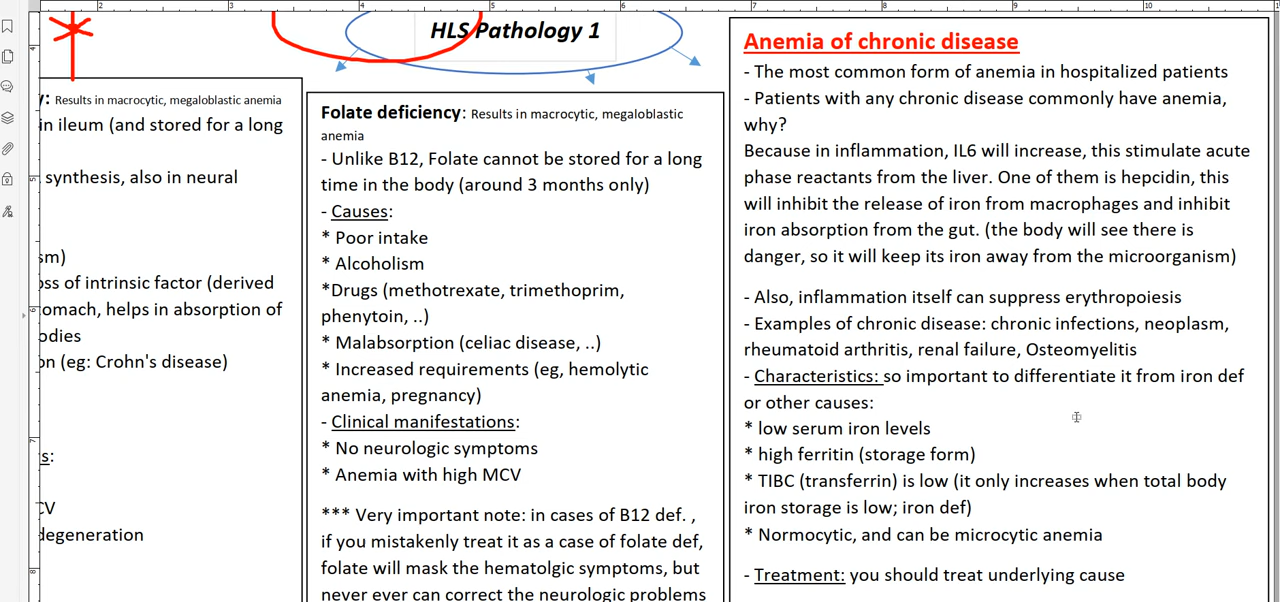 HLS Pathology 1
y: Results in macrocytic, megaloblastic anemia
in ileum (and stored for a long
synthesis, also in neural
sm)
oss of intrinsic factor (derived
omach, helps in absorption of
odies
on (eg: Crohn's disease)
s:
CV
degeneration
Folate deficiency: Results in macrocytic, megaloblastic
anemia
- Unlike B12, Folate cannot be stored for a long
time in the body (around 3 months only)
- Causes:
* Poor intake
* Alcoholism
*Drugs (methotrexate, trimethoprim,
phenytoin, ..)
* Malabsorption (celiac disease, ..)
* Increased requirements (eg, hemolytic
anemia, pregnancy)
- Clinical manifestations:
* No neurologic symptoms
* Anemia with high MCV
*** Very important note: in cases of B12 def. ,
if you mistakenly treat it as a case of folate def,
folate will mask the hematolgic symptoms, but
never ever can correct the neurologic problems
Anemia of chronic disease
- The most common form of anemia in hospitalized patients
- Patients with any chronic disease commonly have anemia,
why?
Because in inflammation, IL6 will increase, this stimulate acute
phase reactants from the liver. One of them is hepcidin, this
will inhibit the release of iron from macrophages and inhibit
iron absorption from the gut. (the body will see there is
danger, so it will keep its iron away from the microorganism)
- Also, inflammation itself can suppress erythropoiesis
- Examples of chronic disease: chronic infections, neoplasm,
rheumatoid arthritis, renal failure, Osteomyelitis
- Characteristics: so important to differentiate it from iron def
or other causes:
* low serum iron levels
* high ferritin (storage form)
* TIBC (transferrin) is low (it only increases when total body
iron storage is low; iron def)
* Normocytic, and can be microcytic anemia
- Treatment: you should treat underlying cause